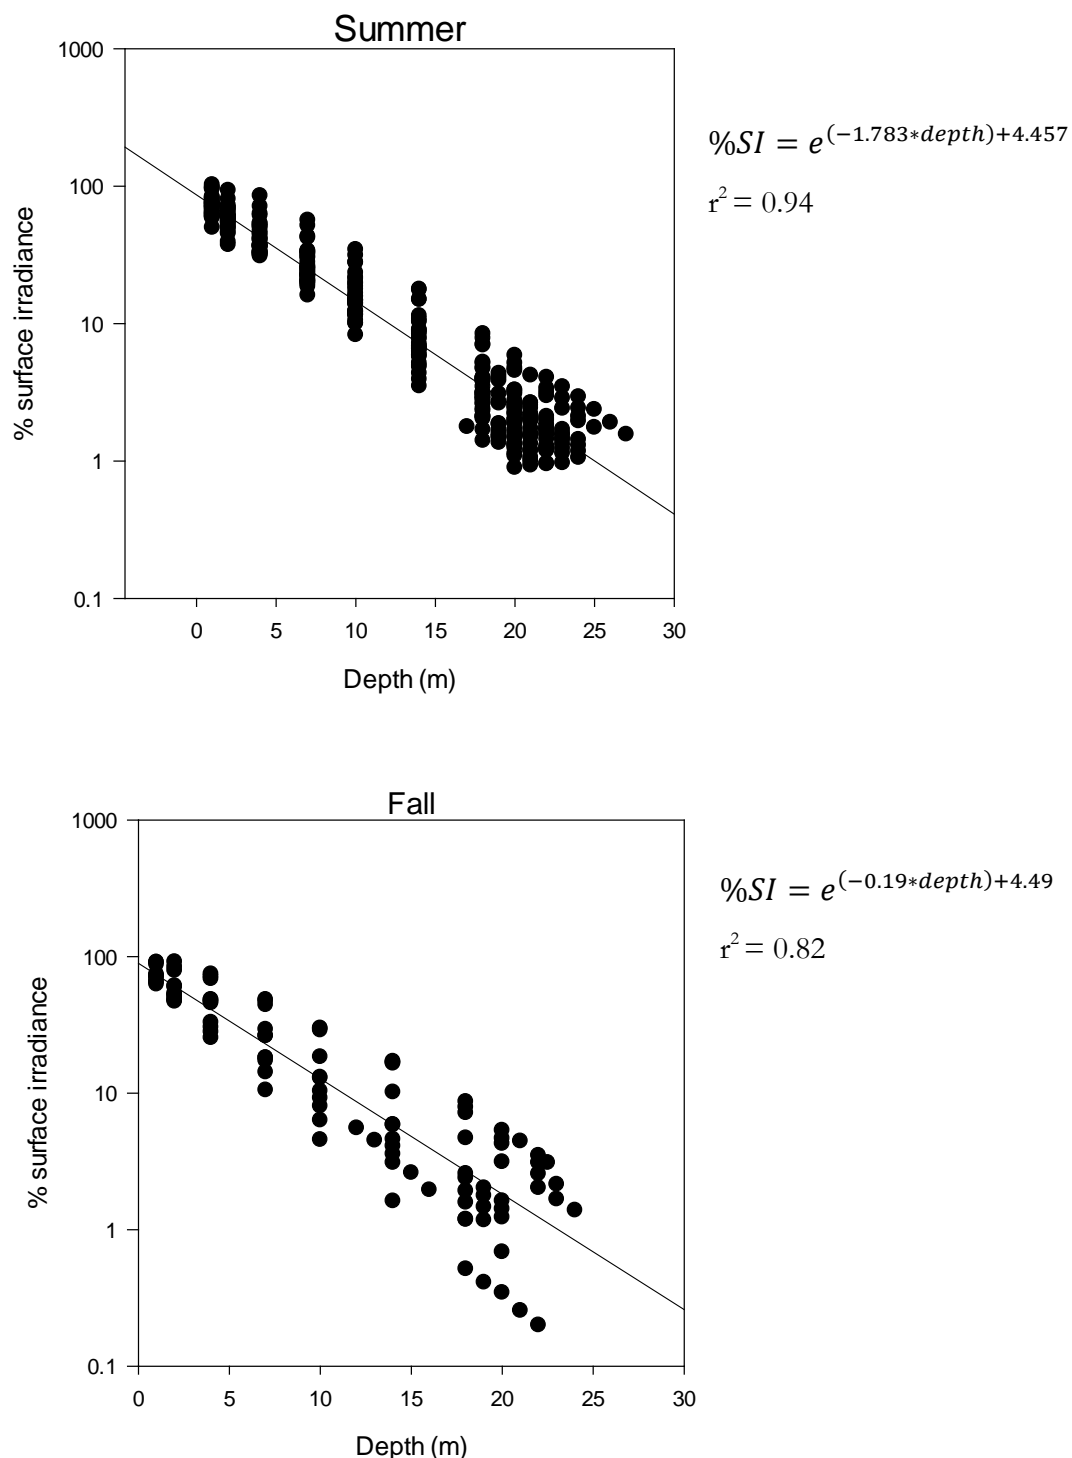 Summer
1000
100
10
1
0.1
% surface irradiance
0 5 10 15 20 25 30
Depth (m)
%SI = e^{(−1.783∗depth)+4.457}
r² = 0.94
Fall
1000
100
10
1
0.1
% surface irradiance
0 5 10 15 20 25 30
Depth (m)
%SI = e^{(−0.19∗depth)+4.49}
r² = 0.82